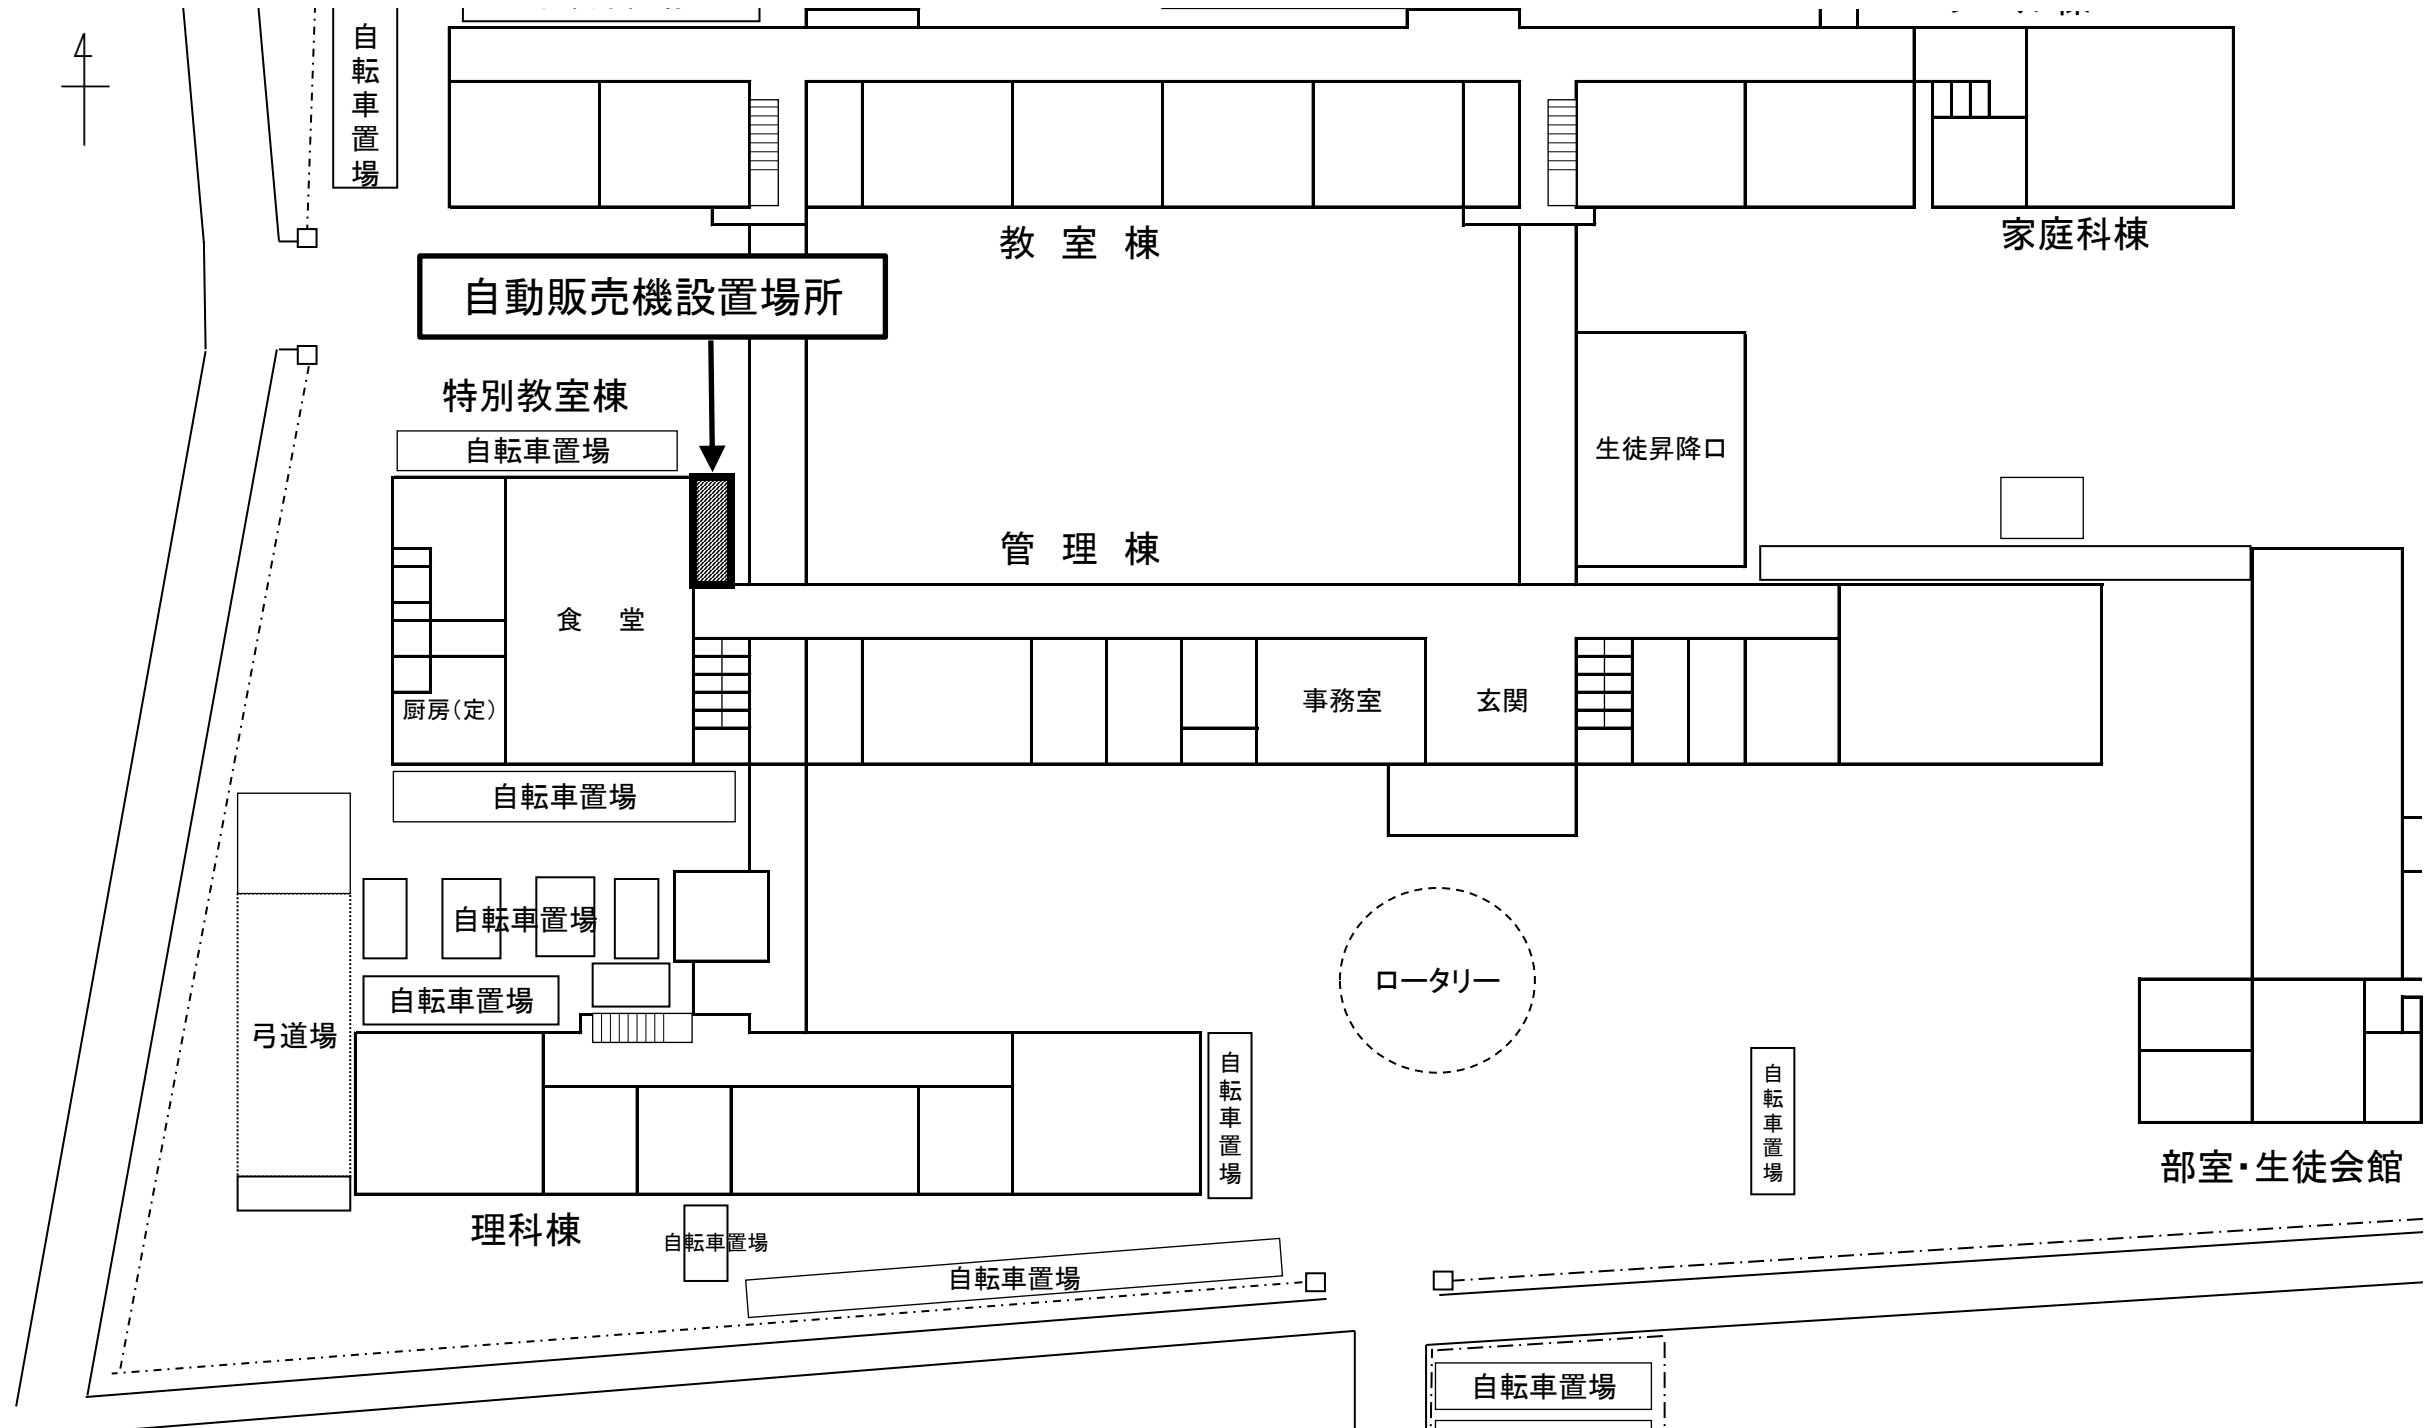 自転車置場
教 室 棟
家庭科棟
自動販売機設置場所
特別教室棟
自転車置場
生徒昇降口
管 理 棟
食 堂
厨房(定)
事務室
玄関
自転車置場
自転車置場
ロータリー
自転車置場
弓道場
自転車置場
自転車置場
部室・生徒会館
理科棟
自転車置場
自転車置場
自転車置場